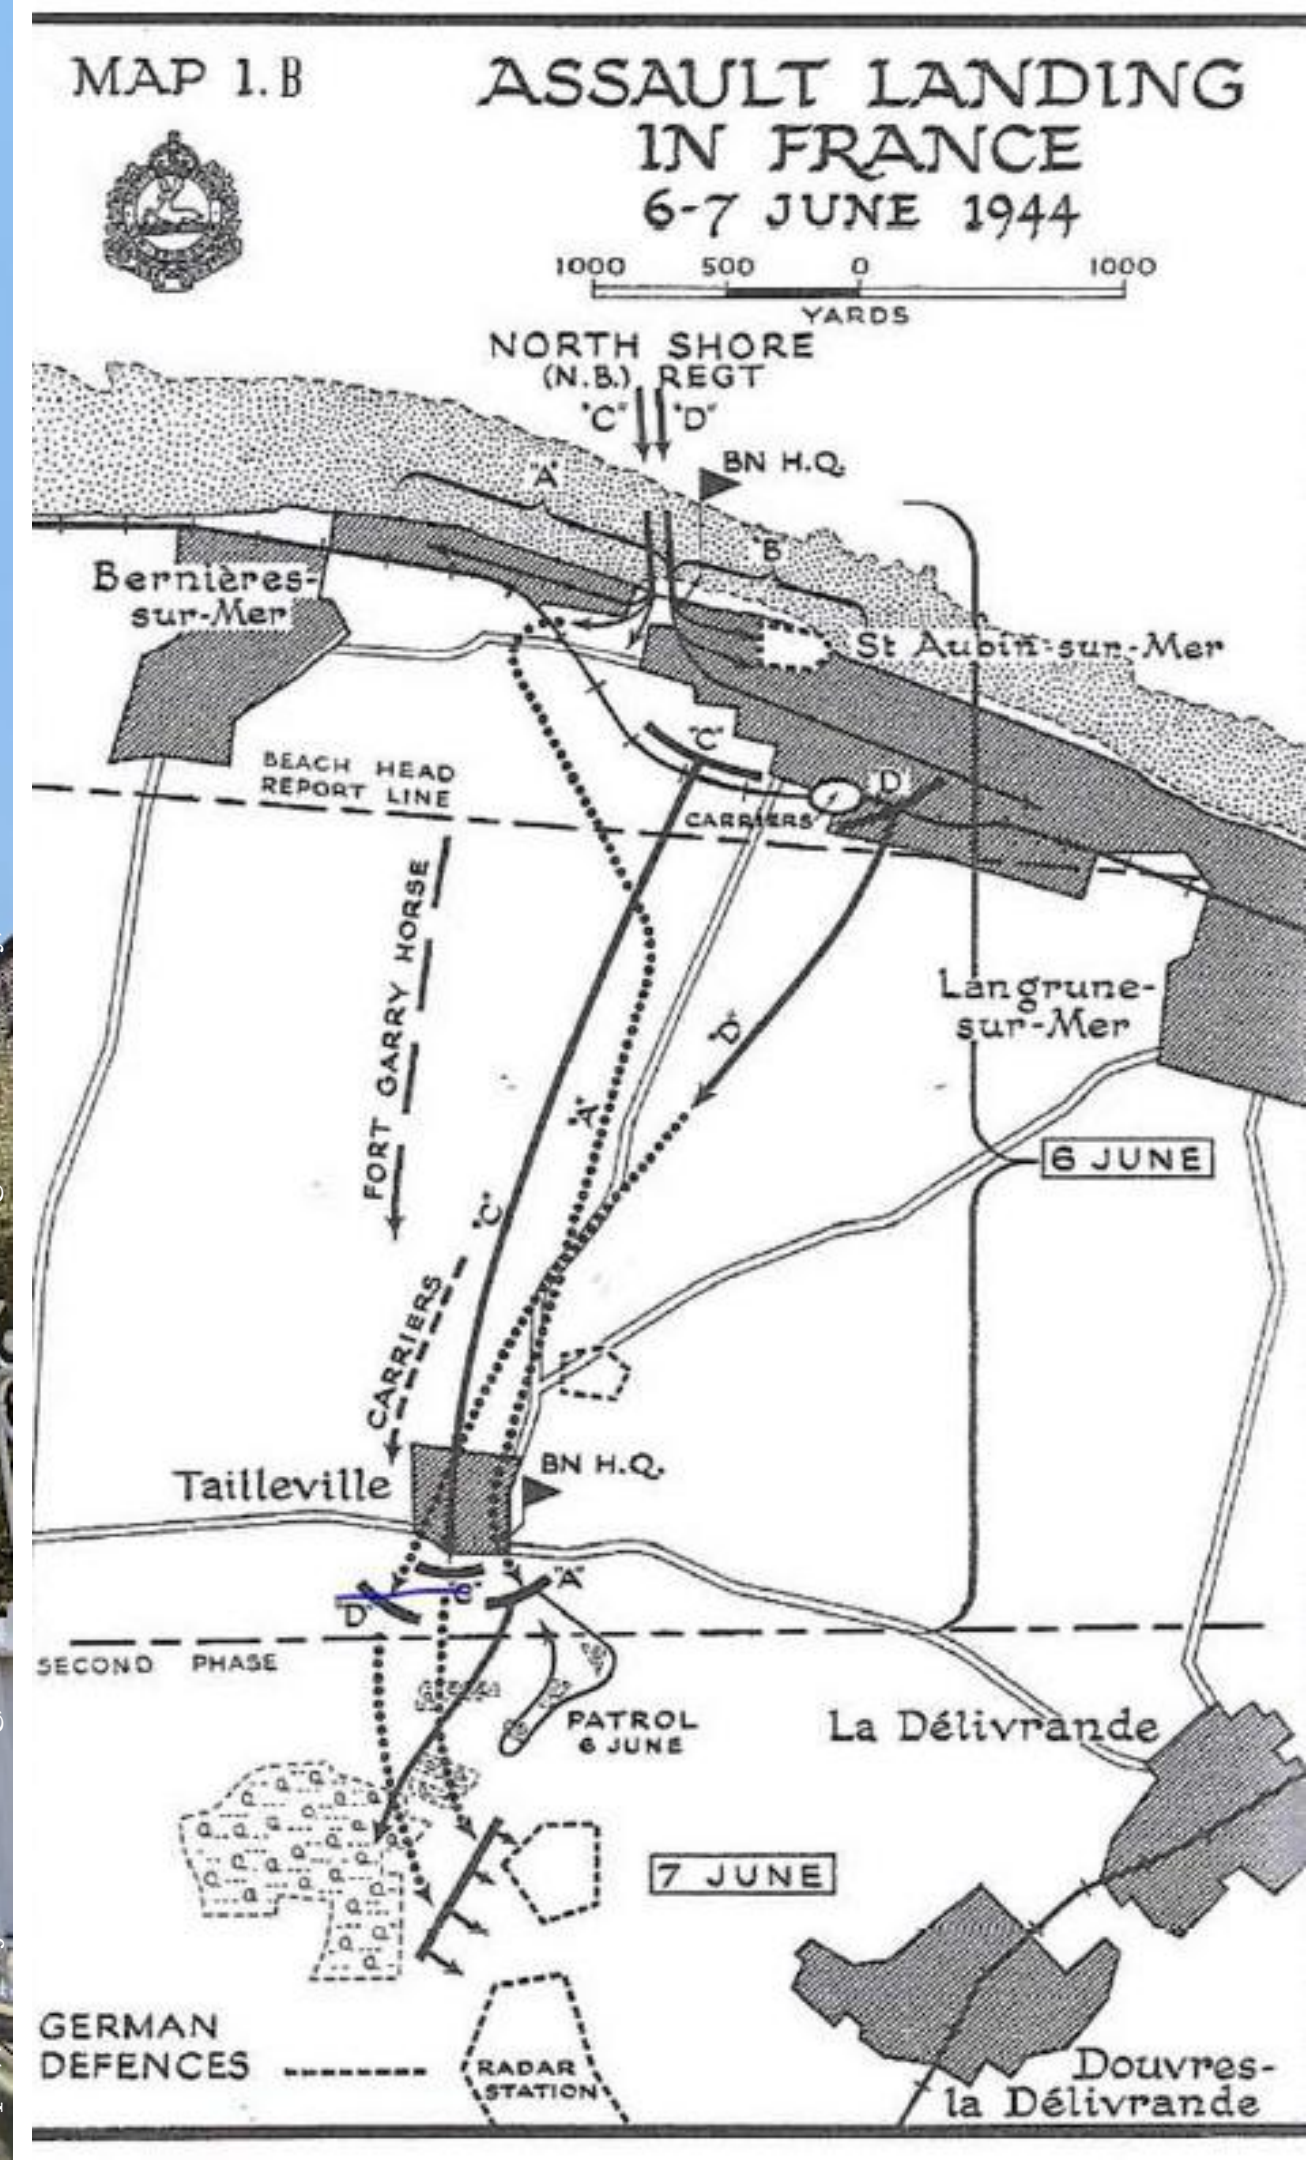 MAP 1.B
ASSAULT LANDING
IN FRANCE
6-7 JUNE 1944
1000 500 0 1000
YARDS
NORTH SHORE
(N.B.) REGT
"C" "D"
BN H.Q.
"A"
"B"
Bernières-
sur-Mer
St Aubin-sur-Mer
"C"
"D"
CARRIERS
BEACH HEAD
REPORT LINE
FORT GARRY HORSE
Langrune-
sur-Mer
"D"
"A"
6 JUNE
"C"
CARRIERS
BN H.Q.
Tailleville
"A"
"C"
"D"
SECOND PHASE
PATROL
6 JUNE
La Délivrande
7 JUNE
GERMAN
DEFENCES
RADAR
STATION
Douvres-
la Délivrande